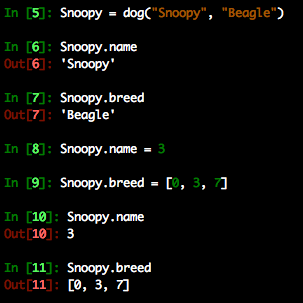 In [5]: Snoopy = dog("Snoopy", "Beagle")
In [6]: Snoopy.name
Out[6]: 'Snoopy'
In [7]: Snoopy.breed
Out[7]: 'Beagle'
In [8]: Snoopy.name = 3
In [9]: Snoopy.breed = [0, 3, 7]
In [10]: Snoopy.name
Out[10]: 3
In [11]: Snoopy.breed
Out[11]: [0, 3, 7]